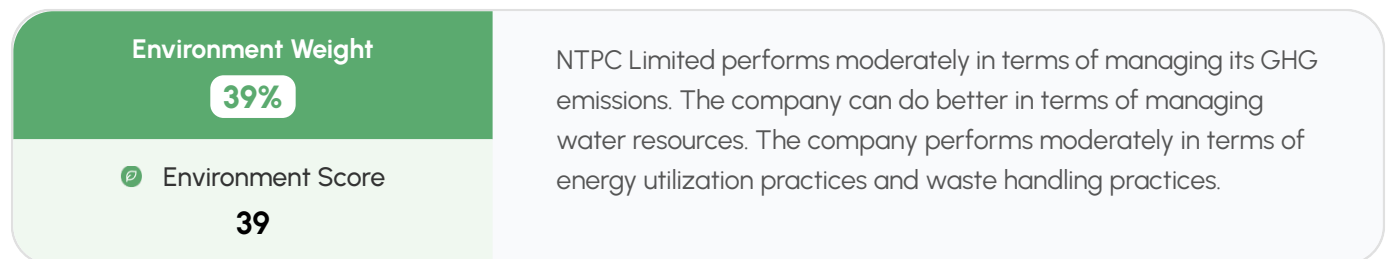 Environment Weight
39%
Environment Score
39
NTPC Limited performs moderately in terms of managing its GHG
emissions. The company can do better in terms of managing
water resources. The company performs moderately in terms of
energy utilization practices and waste handling practices.